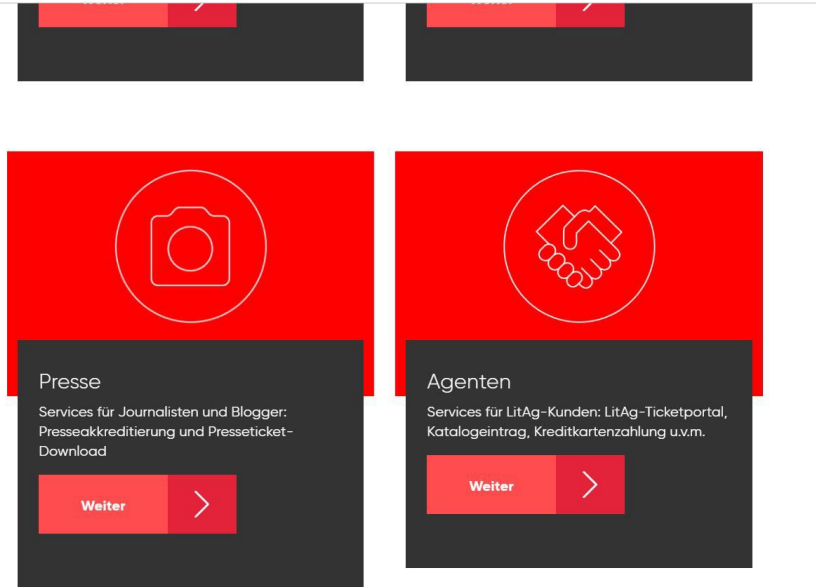 Presse
Services für Journalisten und Blogger:
Presseakkreditierung und Presseticket-
Download
Weiter
Agenten
Services für LitAg-Kunden: LitAg-Ticketportal,
Katalogeintrag, Kreditkartenzahlung u.v.m.
Weiter